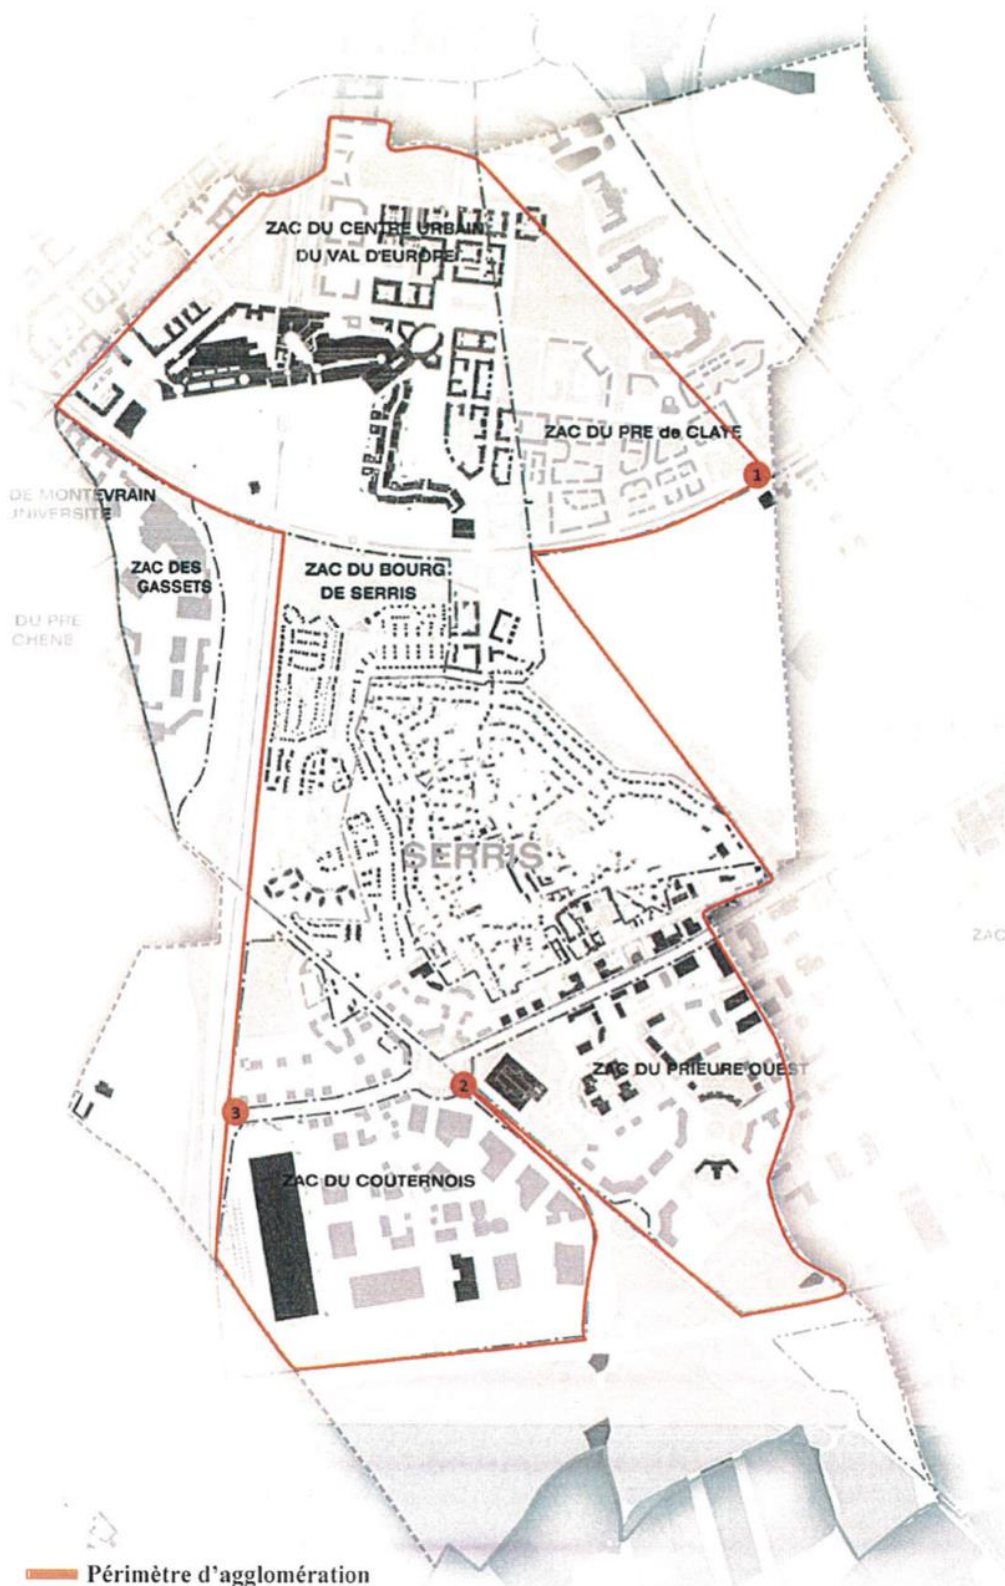 ZAC DU CENTRE URBAIN
DU VAL D'EUROPE
ZAC DU PRE de CLAYE
1
DE MONTEVRAIN
UNIVERSITE
ZAC DES
GASSETS
ZAC DU BOURG
DE SERRIS
DU PRE
CHENE
SERRIS
ZAC
ZAC DU PRIEURE OUEST
2
3
ZAC DU COUTERNOIS
Périmètre d'agglomération